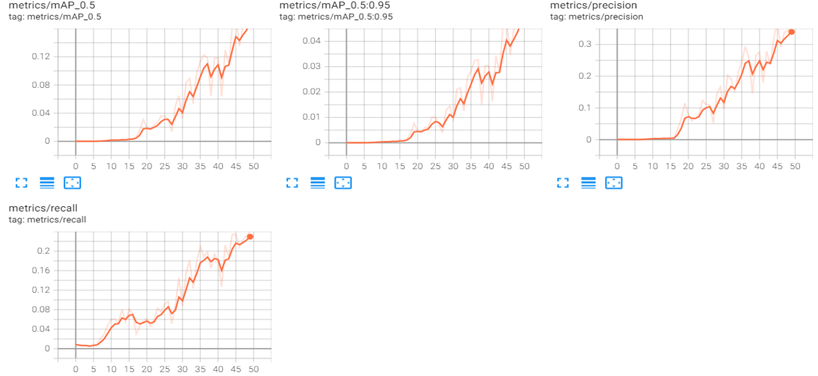 metrics/mAP_0.5
tag: metrics/mAP_0.5
0.12
0.08
0.04
0
0 5 10 15 20 25 30 35 40 45 50
metrics/mAP_0.5:0.95
tag: metrics/mAP_0.5:0.95
0.04
0.03
0.02
0.01
0
0 5 10 15 20 25 30 35 40 45 50
metrics/precision
tag: metrics/precision
0.3
0.2
0.1
0
0 5 10 15 20 25 30 35 40 45 50
metrics/recall
tag: metrics/recall
0.2
0.16
0.12
0.08
0.04
0
0 5 10 15 20 25 30 35 40 45 50